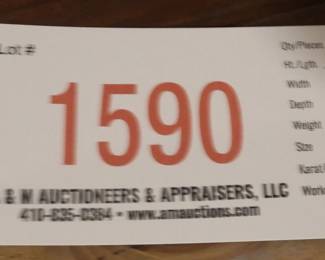 Lot #
1590
& M AUCTIONEERS & APPRAISERS, LLC
410-835-0384 • www.amauctions.com
Qty/Pieces
Ht./Lgth.
Width
Depth
Weight
Size
Karat
Work